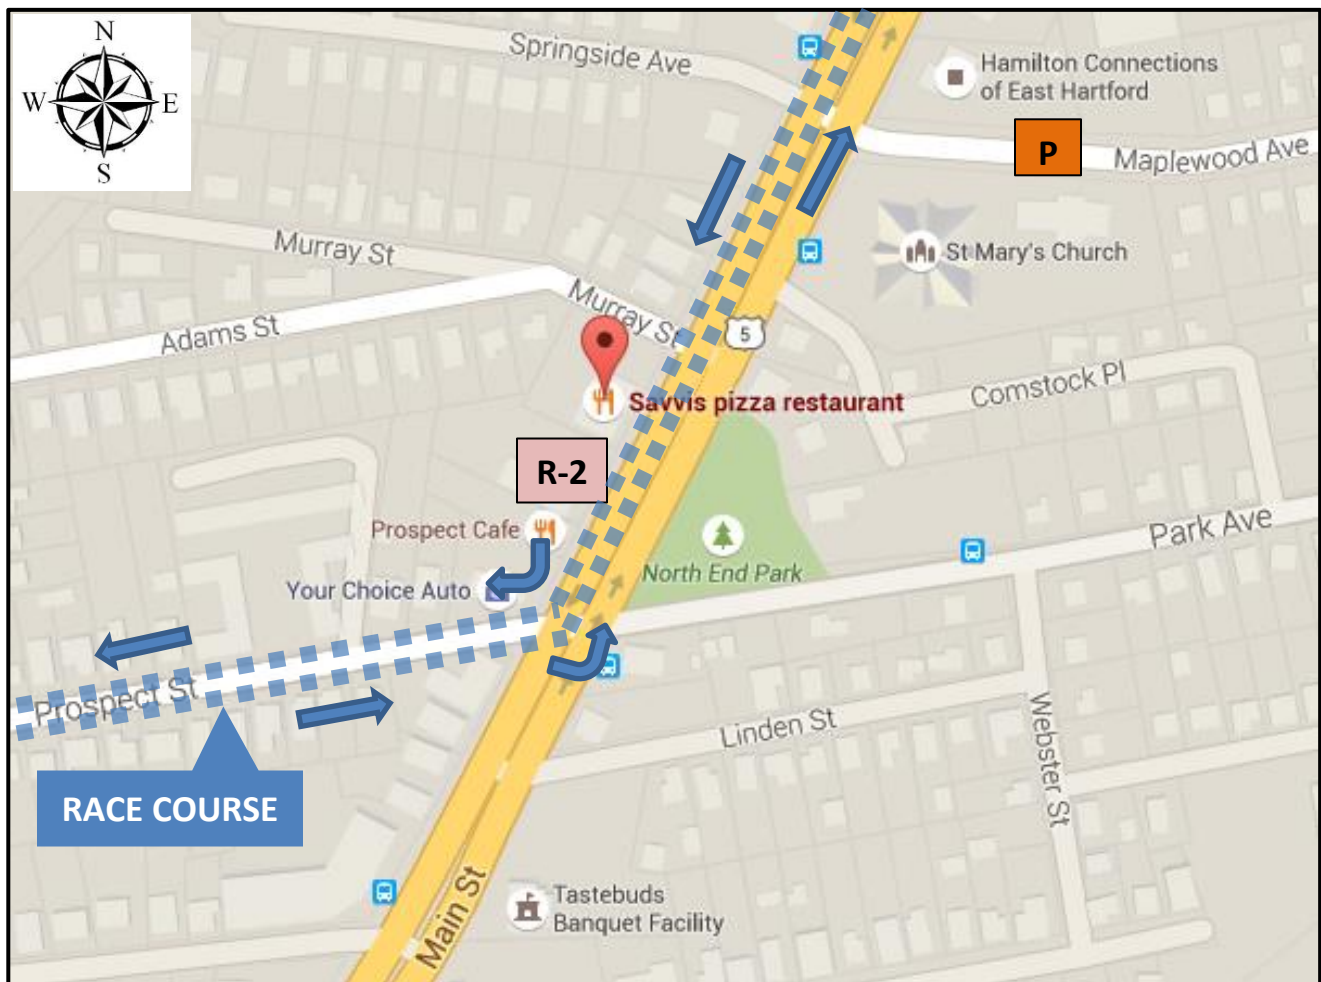 N
W
E
S
Springside Ave
Hamilton Connections
of East Hartford
P
Maplewood Ave
Murray St
St Mary's Church
Adams St
Murray St
5
Comstock Pl
Savvis pizza restaurant
R-2
Prospect Cafe
Park Ave
North End Park
Your Choice Auto
Prospect St
Linden St
Webster St
RACE COURSE
Main St
Tastebuds
Banquet Facility